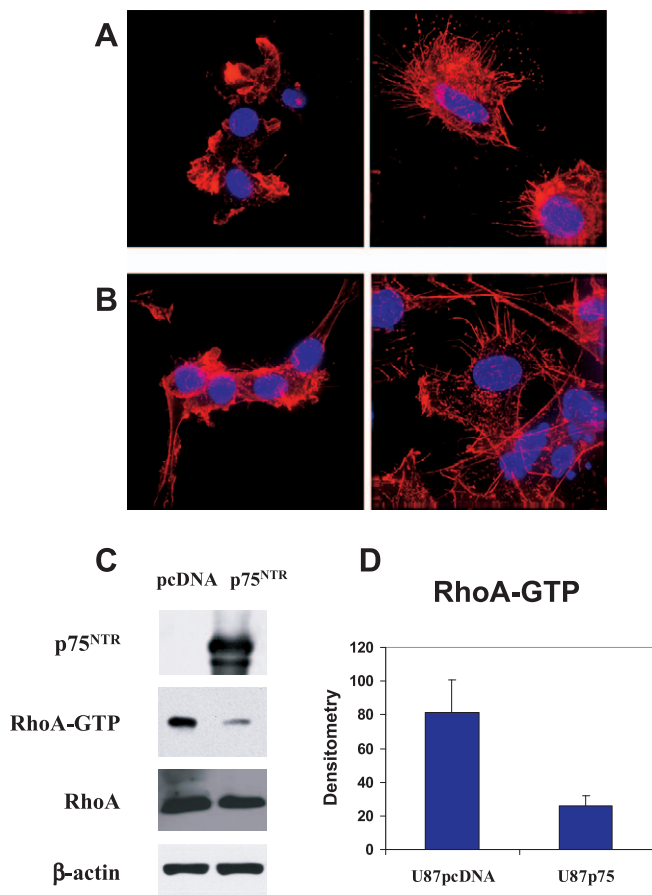 A
B
C
pcDNA p75NTR
p75NTR
RhoA-GTP
RhoA
β-actin
D
RhoA-GTP
Densitometry
120
100
80
60
40
20
0
U87pcDNA
U87p75